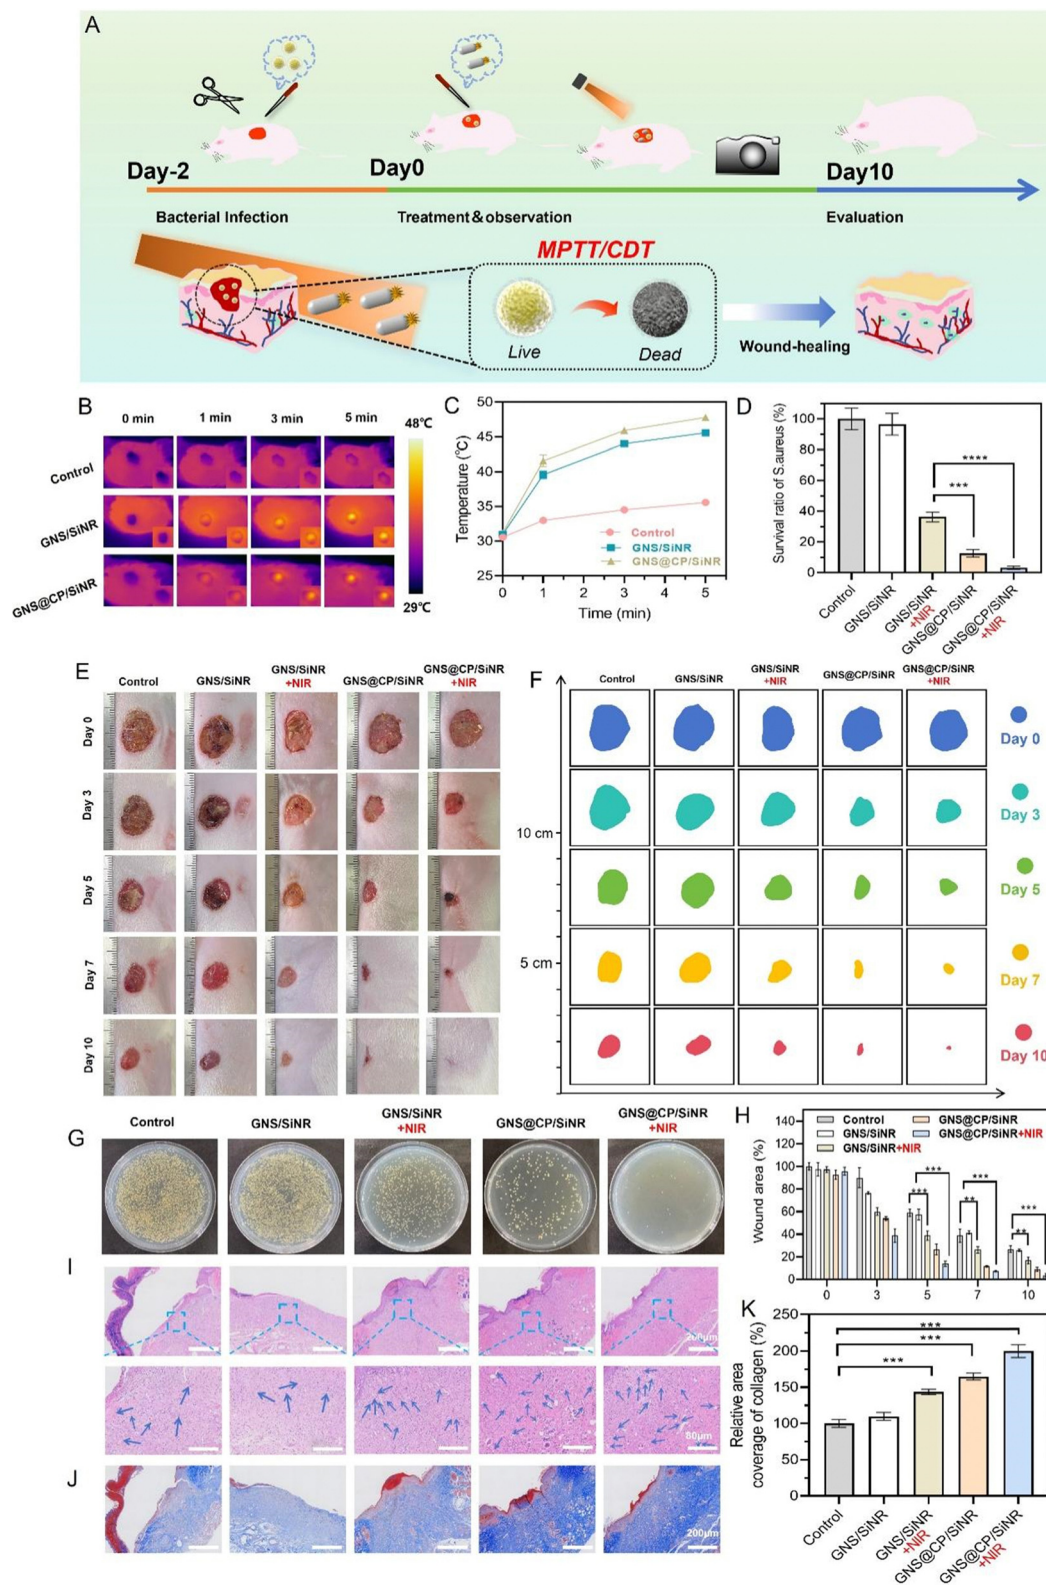 A
Day-2
Day0
Day10
Bacterial Infection
Treatment&observation
Evaluation
MPTT/CDT
Live
Dead
Wound-healing
B
0 min
1 min
3 min
5 min
48℃
Control
GNS/SiNR
GNS@CP/SiNR
29℃
C
Temperature (°C)
50
45
40
35
30
25
0
1
2
3
4
5
Time (min)
Control
GNS/SiNR
GNS@CP/SiNR
D
Survival ratio of S.aureus (%)
100
80
60
40
20
0
****
***
Control
GNS/SiNR
GNS/SiNR
+NIR
GNS@CP/SiNR
GNS@CP/SiNR
+NIR
E
Control
GNS/SiNR
GNS/SiNR
+NIR
GNS@CP/SiNR
GNS@CP/SiNR
+NIR
Day 0
Day 3
Day 5
Day 7
Day 10
F
Control
GNS/SiNR
GNS/SiNR
+NIR
GNS@CP/SiNR
GNS@CP/SiNR
+NIR
Day 0
Day 3
10 cm
Day 5
5 cm
Day 7
Day 10
G
Control
GNS/SiNR
GNS/SiNR
+NIR
GNS@CP/SiNR
GNS@CP/SiNR
+NIR
H
Wound area (%)
140
120
100
80
60
40
20
0
Control
GNS/SiNR
GNS/SiNR+NIR
GNS@CP/SiNR
GNS@CP/SiNR+NIR
***
***
***
**
***
**
0
3
5
7
10
I
200μm
80μm
J
200μm
K
Relative area
coverage of collagen (%)
250
200
150
100
50
0
***
***
***
Control
GNS/SiNR
GNS/SiNR
+NIR
GNS@CP/SiNR
GNS@CP/SiNR
+NIR